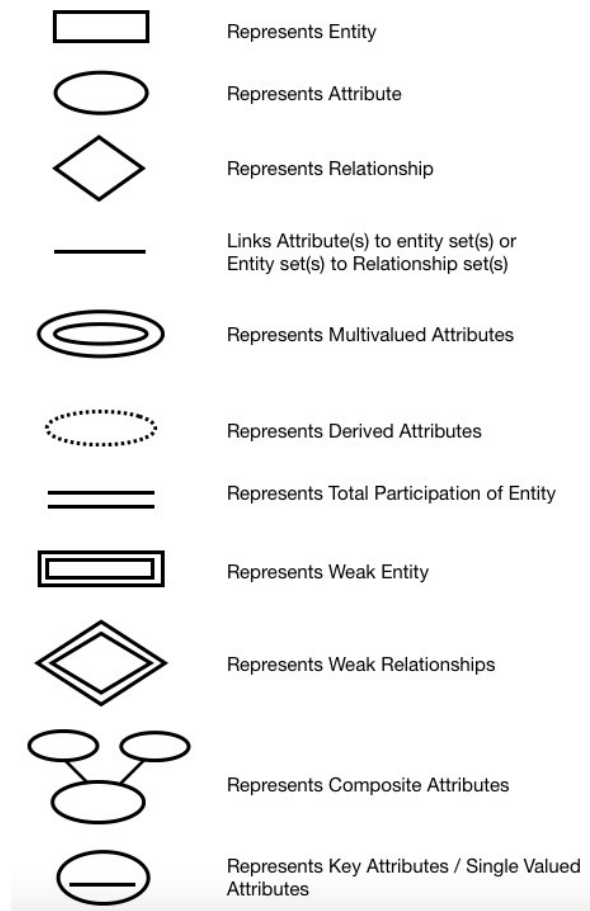 Represents Entity
Represents Attribute
Represents Relationship
Links Attribute(s) to entity set(s) or
Entity set(s) to Relationship set(s)
Represents Multivalued Attributes
Represents Derived Attributes
Represents Total Participation of Entity
Represents Weak Entity
Represents Weak Relationships
Represents Composite Attributes
Represents Key Attributes / Single Valued
Attributes